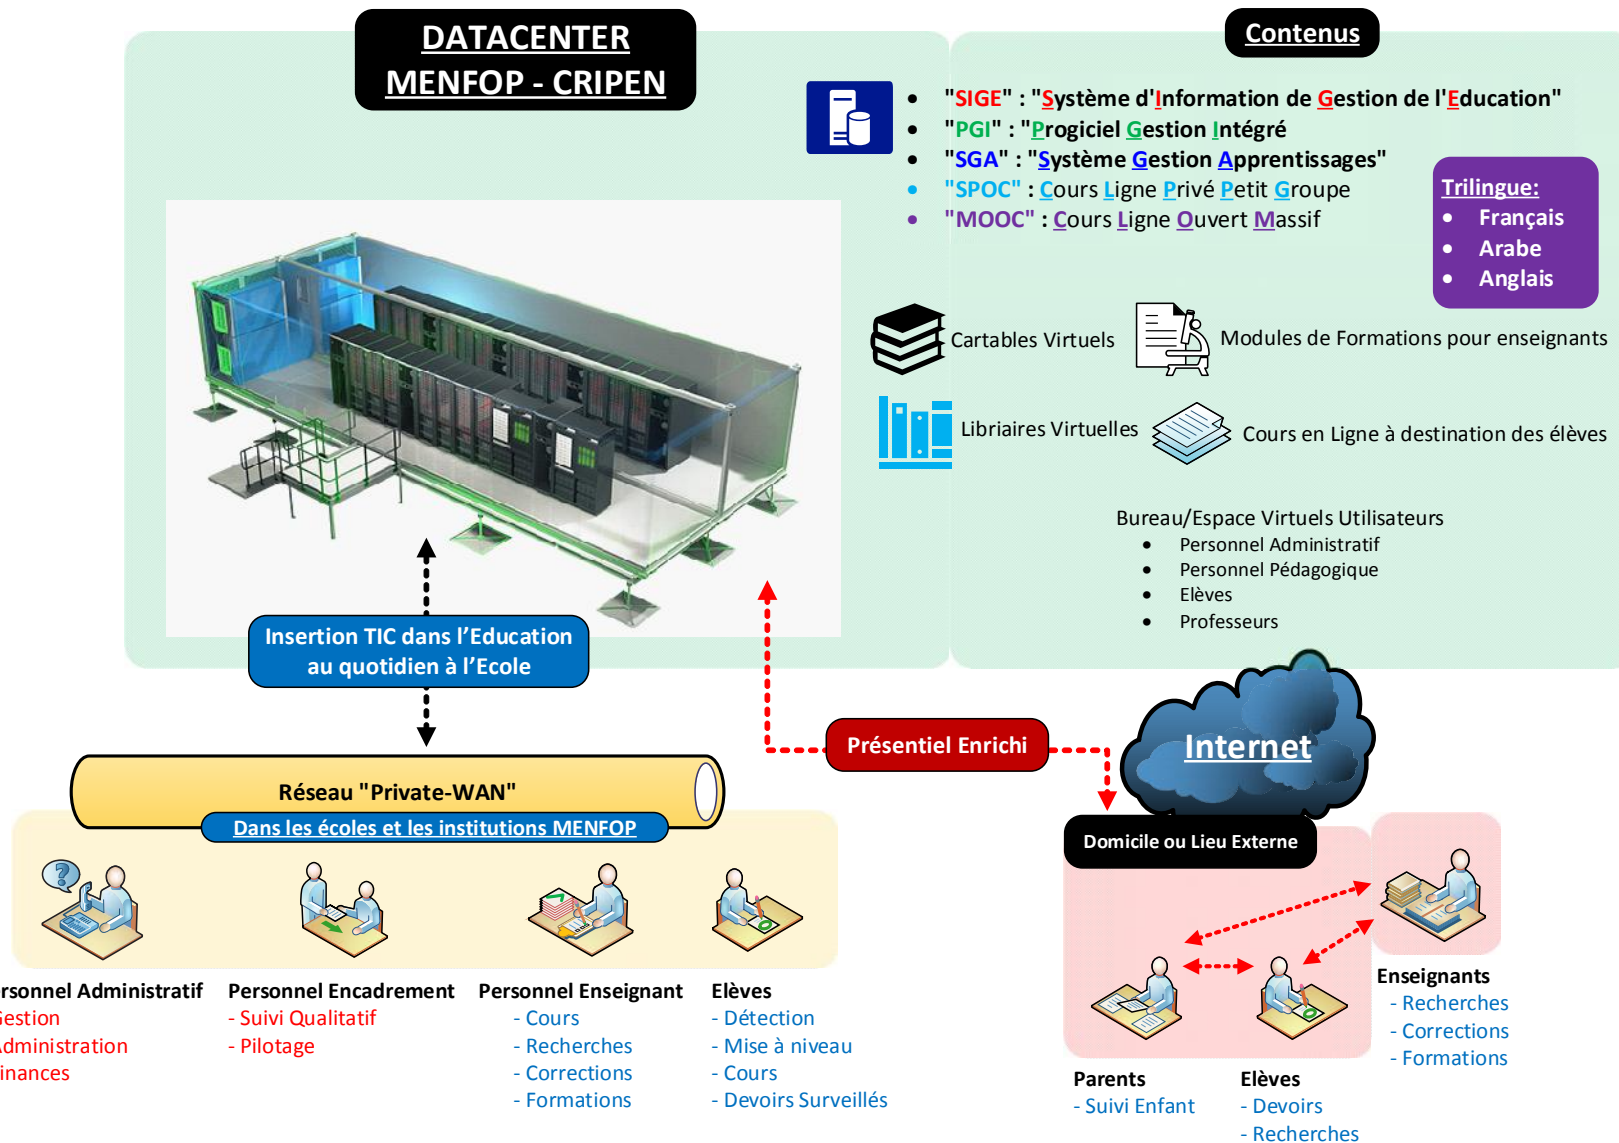 DATACENTER
MENFOP - CRIPEN
Contenus
• "SIGE" : "Système d'Information de Gestion de l'Education"
• "PGI" : "Progiciel Gestion Intégré
• "SGA" : "Système Gestion Apprentissages"
• "SPOC" : Cours Ligne Privé Petit Groupe
• "MOOC" : Cours Ligne Ouvert Massif
Trilingue:
• Français
• Arabe
• Anglais
Cartables Virtuels
Modules de Formations pour enseignants
Libriaires Virtuelles
Cours en Ligne à destination des élèves
Bureau/Espace Virtuels Utilisateurs
• Personnel Administratif
• Personnel Pédagogique
• Elèves
• Professeurs
Insertion TIC dans l'Education
au quotidien à l'Ecole
Présentiel Enrichi
Internet
Réseau "Private-WAN"
Dans les écoles et les institutions MENFOP
Domicile ou Lieu Externe
ersonnel Administratif
Gestion
Administration
inances
Personnel Encadrement
- Suivi Qualitatif
- Pilotage
Personnel Enseignant
- Cours
- Recherches
- Corrections
- Formations
Elèves
- Détection
- Mise à niveau
- Cours
- Devoirs Surveillés
Enseignants
- Recherches
- Corrections
- Formations
Parents
- Suivi Enfant
Elèves
- Devoirs
- Recherches